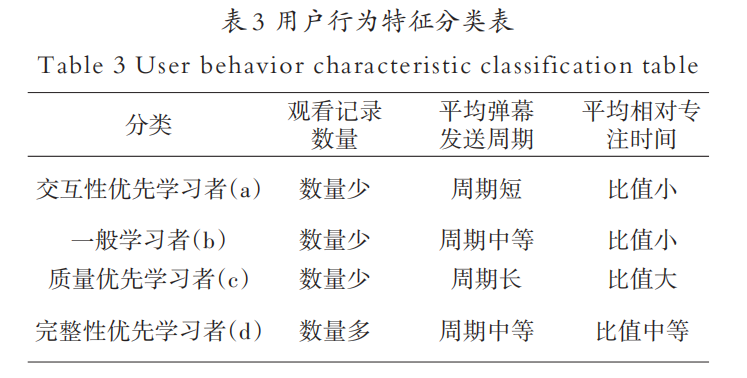 表3 用户行为特征分类表
Table 3 User behavior characteristic classification table
分类 观看记录数量 平均弹幕发送周期 平均相对专注时间
交互性优先学习者(a) 数量少 周期短 比值小
一般学习者(b) 数量少 周期中等 比值小
质量优先学习者(c) 数量少 周期长 比值大
完整性优先学习者(d) 数量多 周期中等 比值中等